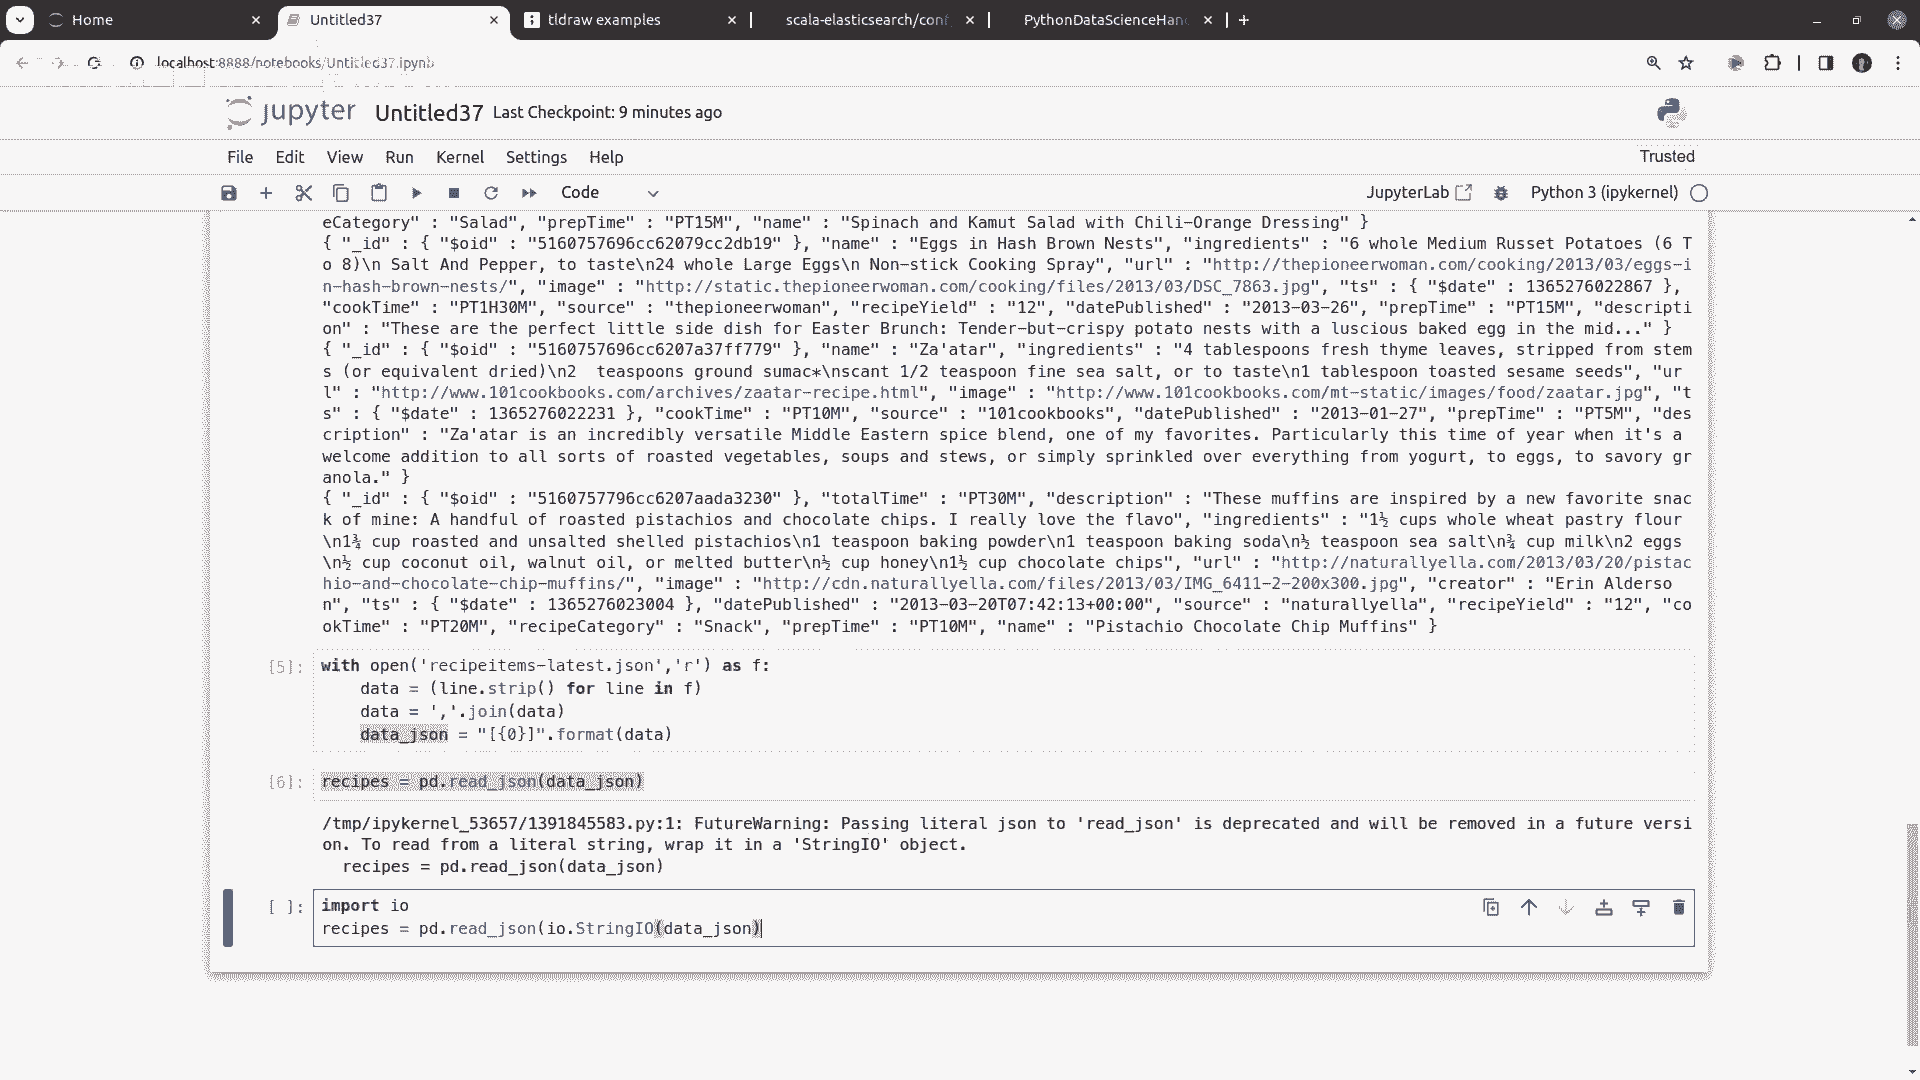 Home
Untitled37
tldraw examples
scala-elasticsearch/conf
PythonDataScienceHan
localhost:8888/notebooks/Untitled37.ipynb
jupyter Untitled37 Last Checkpoint: 9 minutes ago
File Edit View Run Kernel Settings Help
Trusted
Code
JupyterLab
Python 3 (ipykernel)
eCategory" : "Salad", "prepTime" : "PT15M", "name" : "Spinach and Kamut Salad with Chili-Orange Dressing" }
{ "_id" : { "$oid" : "5160757696cc62079cc2db19" }, "name" : "Eggs in Hash Brown Nests", "ingredients" : "6 whole Medium Russet Potatoes (6 T
o 8)\n Salt And Pepper, to taste\n24 whole Large Eggs\n Non-stick Cooking Spray", "url" : "http://thepioneerwoman.com/cooking/2013/03/eggs-i
n-hash-brown-nests/", "image" : "http://static.thepioneerwoman.com/cooking/files/2013/03/DSC_7863.jpg", "ts" : { "$date" : 1365276022867 },
"cookTime" : "PT1H30M", "source" : "thepioneerwoman", "recipeYield" : "12", "datePublished" : "2013-03-26", "prepTime" : "PT15M", "descripti
on" : "These are the perfect little side dish for Easter Brunch: Tender-but-crispy potato nests with a luscious baked egg in the mid..." }
{ "_id" : { "$oid" : "5160757696cc6207a37ff779" }, "name" : "Za'atar", "ingredients" : "4 tablespoons fresh thyme leaves, stripped from stem
s (or equivalent dried)\n2  teaspoons ground sumac*\nscant 1/2 teaspoon fine sea salt, or to taste\n1 tablespoon toasted sesame seeds", "ur
l" : "http://www.101cookbooks.com/archives/zaatar-recipe.html", "image" : "http://www.101cookbooks.com/mt-static/images/food/zaatar.jpg", "t
s" : { "$date" : 1365276022231 }, "cookTime" : "PT10M", "source" : "101cookbooks", "datePublished" : "2013-01-27", "prepTime" : "PT5M", "des
cription" : "Za'atar is an incredibly versatile Middle Eastern spice blend, one of my favorites. Particularly this time of year when it's a
welcome addition to all sorts of roasted vegetables, soups and stews, or simply sprinkled over everything from yogurt, to eggs, to savory gr
anola." }
{ "_id" : { "$oid" : "5160757796cc6207aada3230" }, "totalTime" : "PT30M", "description" : "These muffins are inspired by a new favorite snac
k of mine: A handful of roasted pistachios and chocolate chips. I really love the flavo", "ingredients" : "1½ cups whole wheat pastry flour
\n1¾ cup roasted and unsalted shelled pistachios\n1 teaspoon baking powder\n1 teaspoon baking soda\n½ teaspoon sea salt\n¾ cup milk\n2 eggs
\n½ cup coconut oil, walnut oil, or melted butter\n½ cup honey\n1½ cup chocolate chips", "url" : "http://naturallyella.com/2013/03/20/pistac
hio-and-chocolate-chip-muffins/", "image" : "http://cdn.naturallyella.com/files/2013/03/IMG_6411-2-200x300.jpg", "creator" : "Erin Alderso
n", "ts" : { "$date" : 1365276023004 }, "datePublished" : "2013-03-20T07:42:13+00:00", "source" : "naturallyella", "recipeYield" : "12", "co
okTime" : "PT20M", "recipeCategory" : "Snack", "prepTime" : "PT10M", "name" : "Pistachio Chocolate Chip Muffins" }
[5]: with open('recipeitems-latest.json','r') as f:
data = (line.strip() for line in f)
data = ','.join(data)
data_json = "[{0}]".format(data)
[6]: recipes = pd.read_json(data_json)
/tmp/ipykernel_53657/1391845583.py:1: FutureWarning: Passing literal json to 'read_json' is deprecated and will be removed in a future versi
on. To read from a literal string, wrap it in a 'StringIO' object.
recipes = pd.read_json(data_json)
[ ]: import io
recipes = pd.read_json(io.StringIO(data_json)